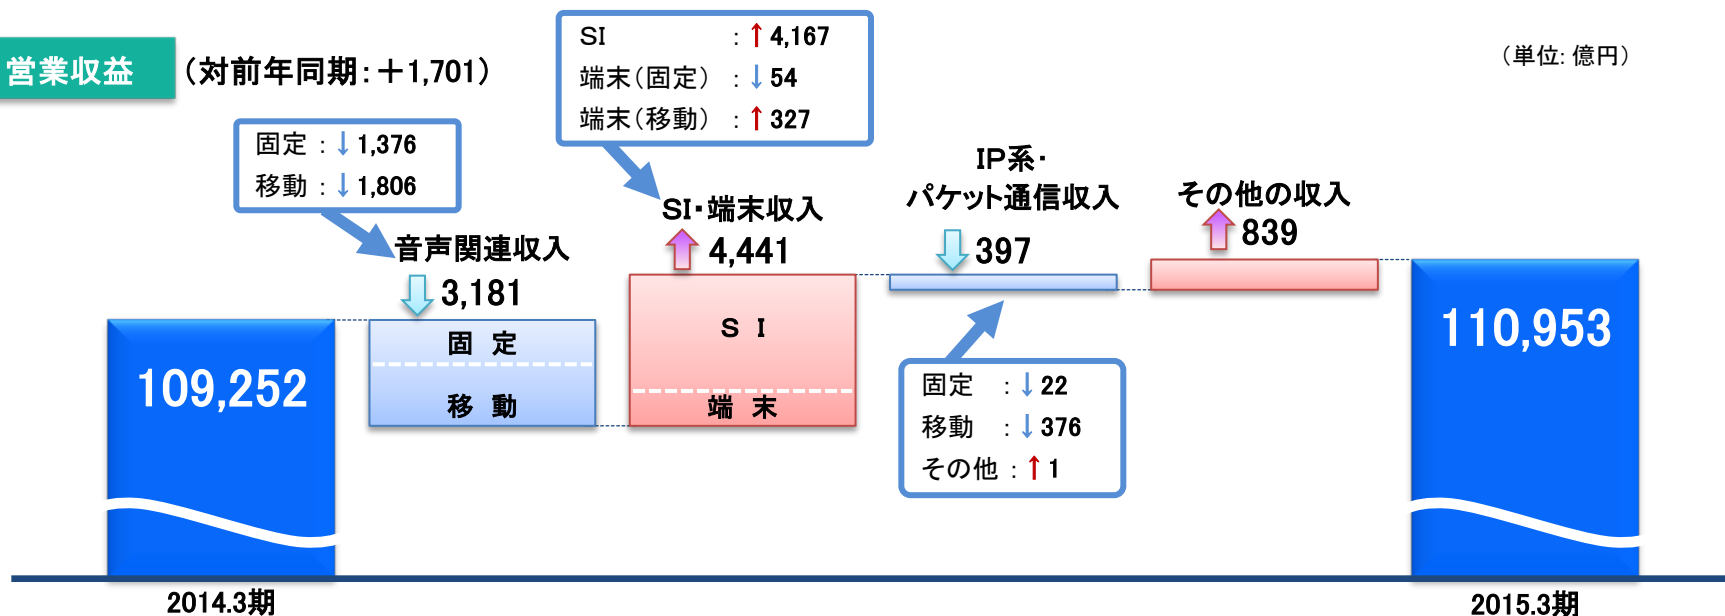 営業収益
（対前年同期：＋1,701）
（単位：億円）
SI ：↑4,167
端末（固定）：↓54
端末（移動）：↑327
固定：↓1,376
移動：↓1,806
音声関連収入
3,181
SI・端末収入
4,441
IP系・
パケット通信収入
397
その他の収入
839
109,252
固 定
移 動
S I
端 末
固定 ：↓22
移動 ：↓376
その他：↑1
110,953
2014.3期
2015.3期